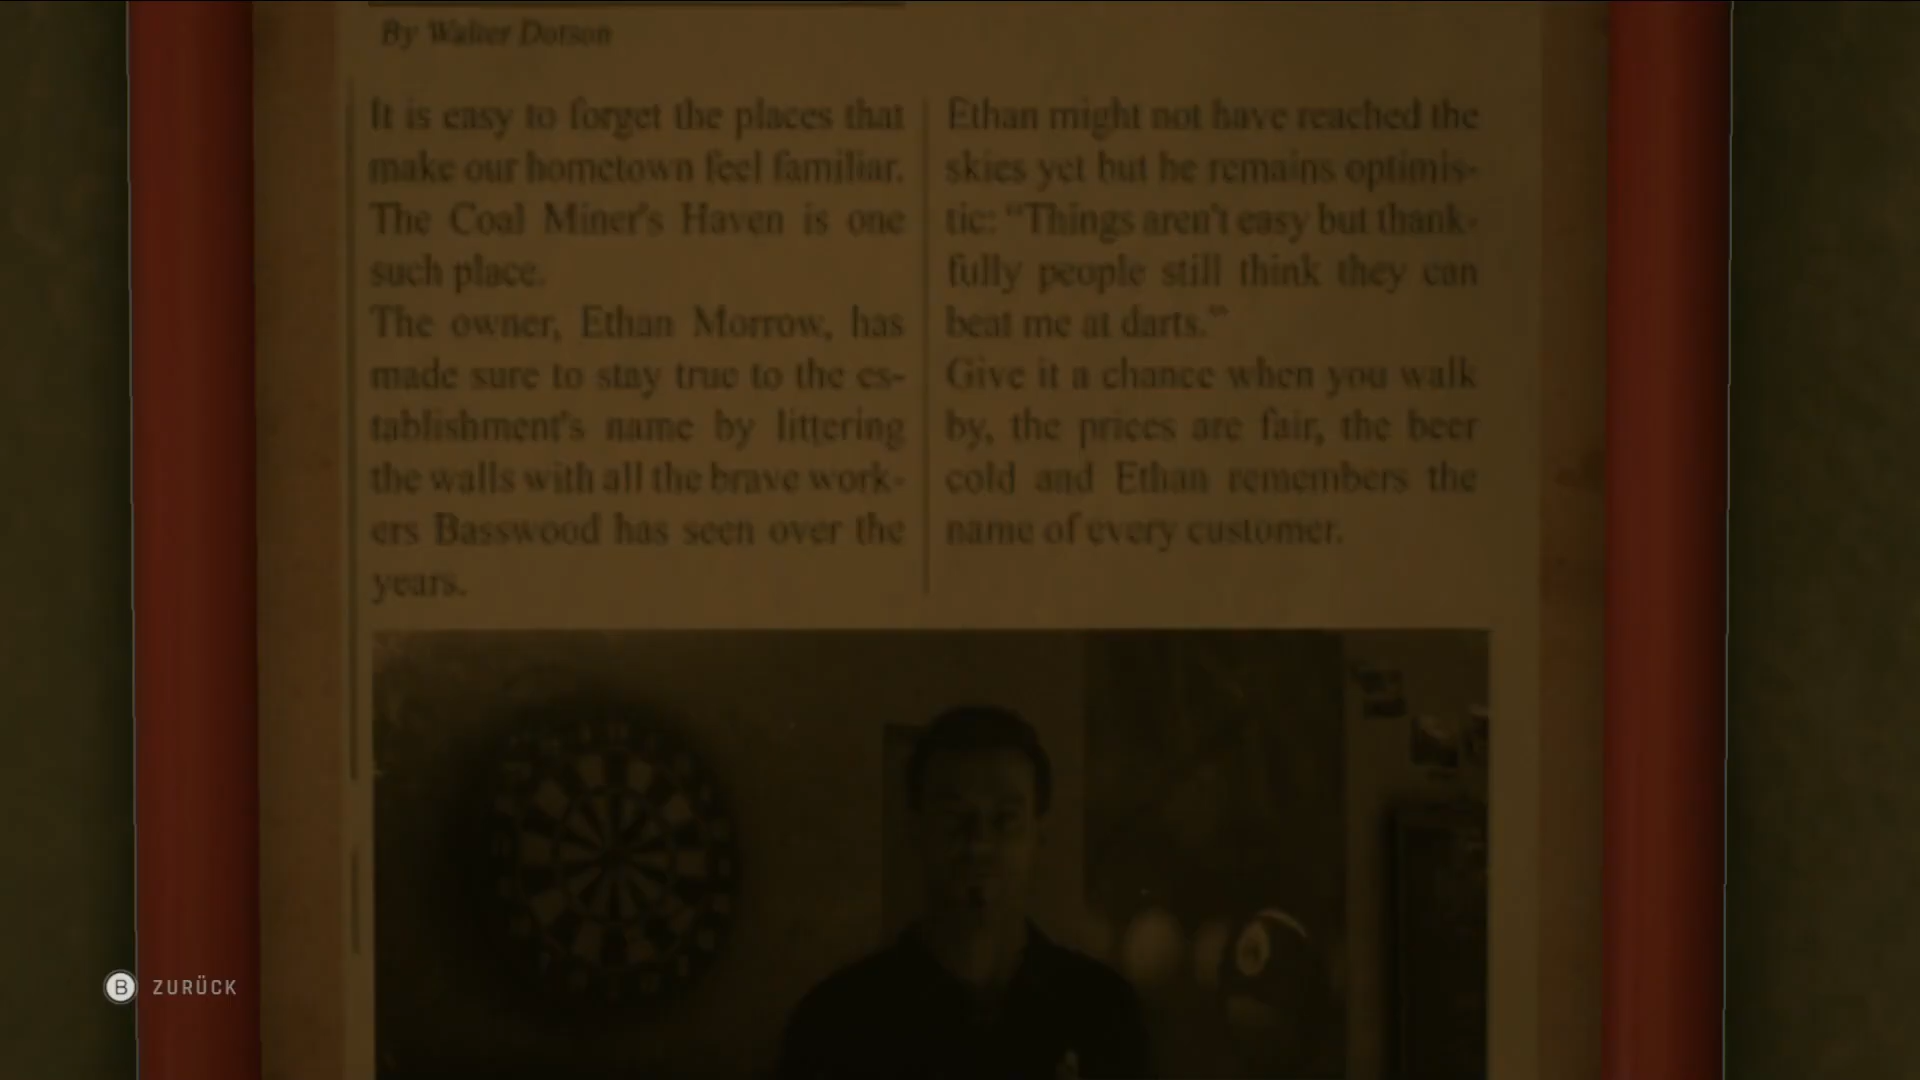 By Walter Dotson
It is easy to forget the places that
make our hometown feel familiar.
The Coal Miner's Haven is one
such place.
The owner, Ethan Morrow, has
made sure to stay true to the es-
tablishment's name by littering
the walls with all the brave work-
ers Basswood has seen over the
years.
Ethan might not have reached the
skies yet but he remains optimis-
tic: "Things aren't easy but thank-
fully people still think they can
beat me at darts."
Give it a chance when you walk
by, the prices are fair, the beer
cold and Ethan remembers the
name of every customer.
B ZURÜCK